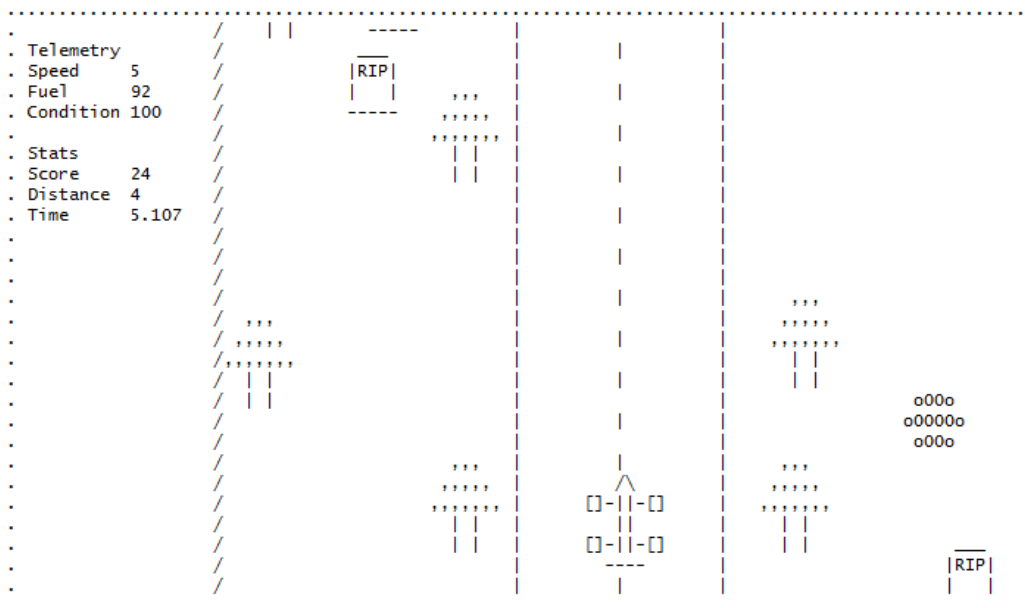 Telemetry
Speed 5
Fuel 92
Condition 100
Stats
Score 24
Distance 4
Time 5.107
RIP
RIP